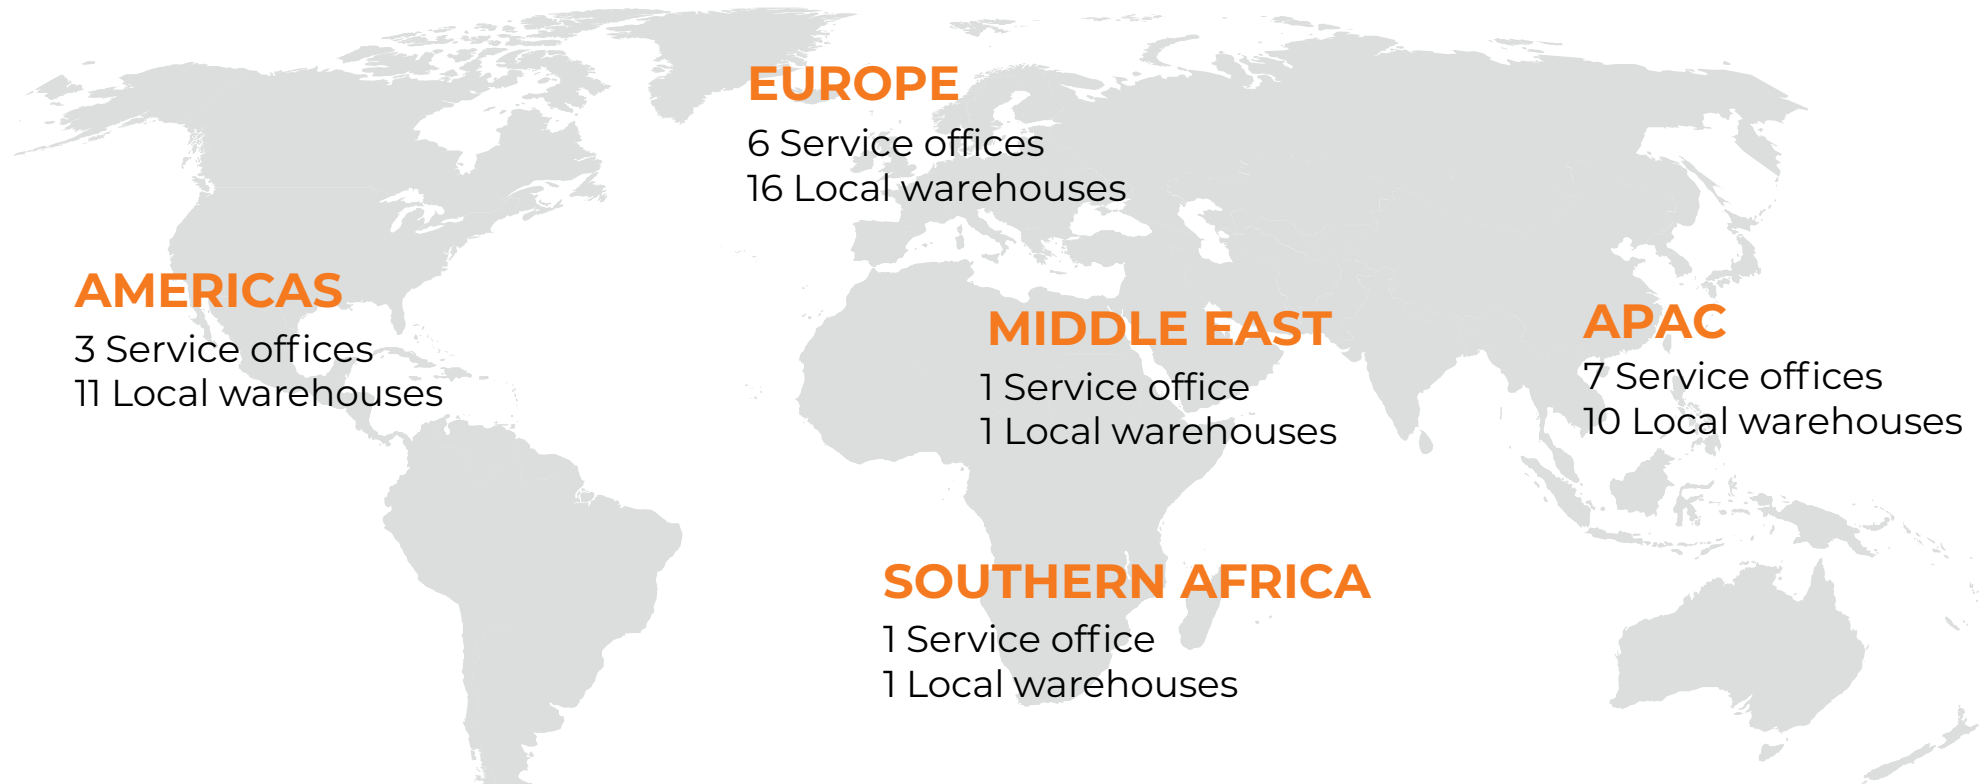 EUROPE
6 Service offices
16 Local warehouses
AMERICAS
3 Service offices
11 Local warehouses
MIDDLE EAST
1 Service office
1 Local warehouses
APAC
7 Service offices
10 Local warehouses
SOUTHERN AFRICA
1 Service office
1 Local warehouses